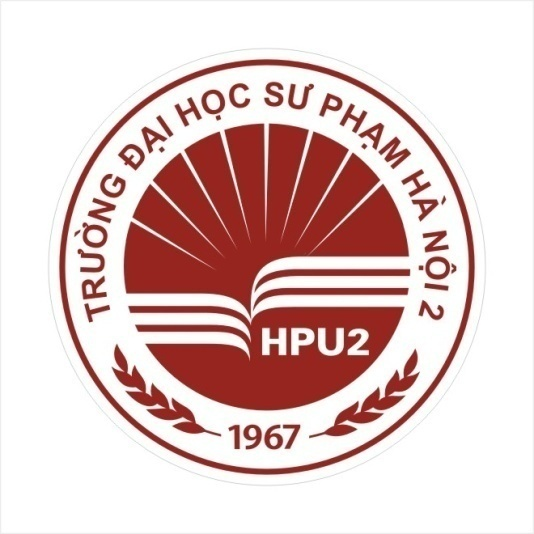 TRƯỜNG ĐẠI HỌC SƯ PHẠM HÀ NỘI 2
HPU2
1967